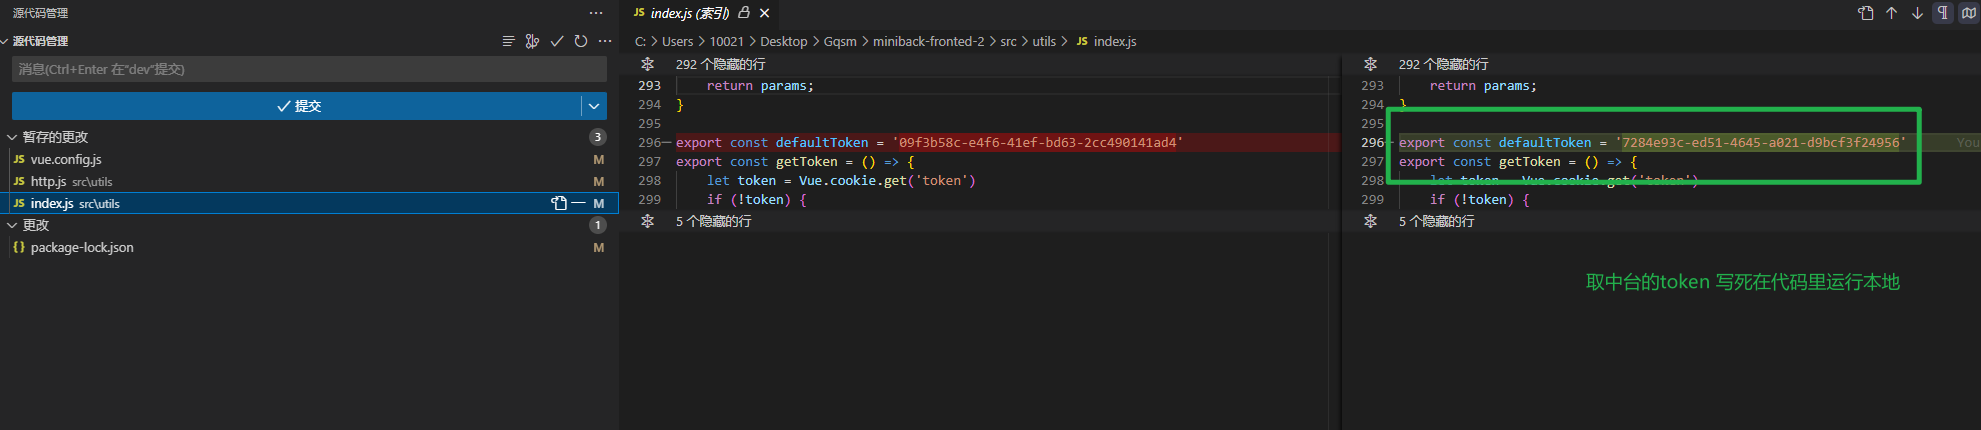 源代码管理
源代码管理
消息(Ctrl+Enter 在"dev"提交)
提交
暂存的更改 3
JS vue.config.js M
JS http.js src\utils M
JS index.js src\utils M
更改 1
{} package-lock.json M
JS index.js (索引)
C: > Users > 10021 > Desktop > Gqsm > miniback-fronted-2 > src > utils > JS index.js
292 个隐藏的行
293 return params;
294 }
295
296 export const defaultToken = '09f3b58c-e4f6-41ef-bd63-2cc490141ad4'
297 export const getToken = () => {
298 let token = Vue.cookie.get('token')
299 if (!token) {
5 个隐藏的行
292 个隐藏的行
293 return params;
294 }
295
296 export const defaultToken = '7284e93c-ed51-4645-a021-d9bcf3f24956' You
297 export const getToken = () => {
298 let token = Vue.cookie.get('token')
299 if (!token) {
5 个隐藏的行
取中台的token 写死在代码里运行本地